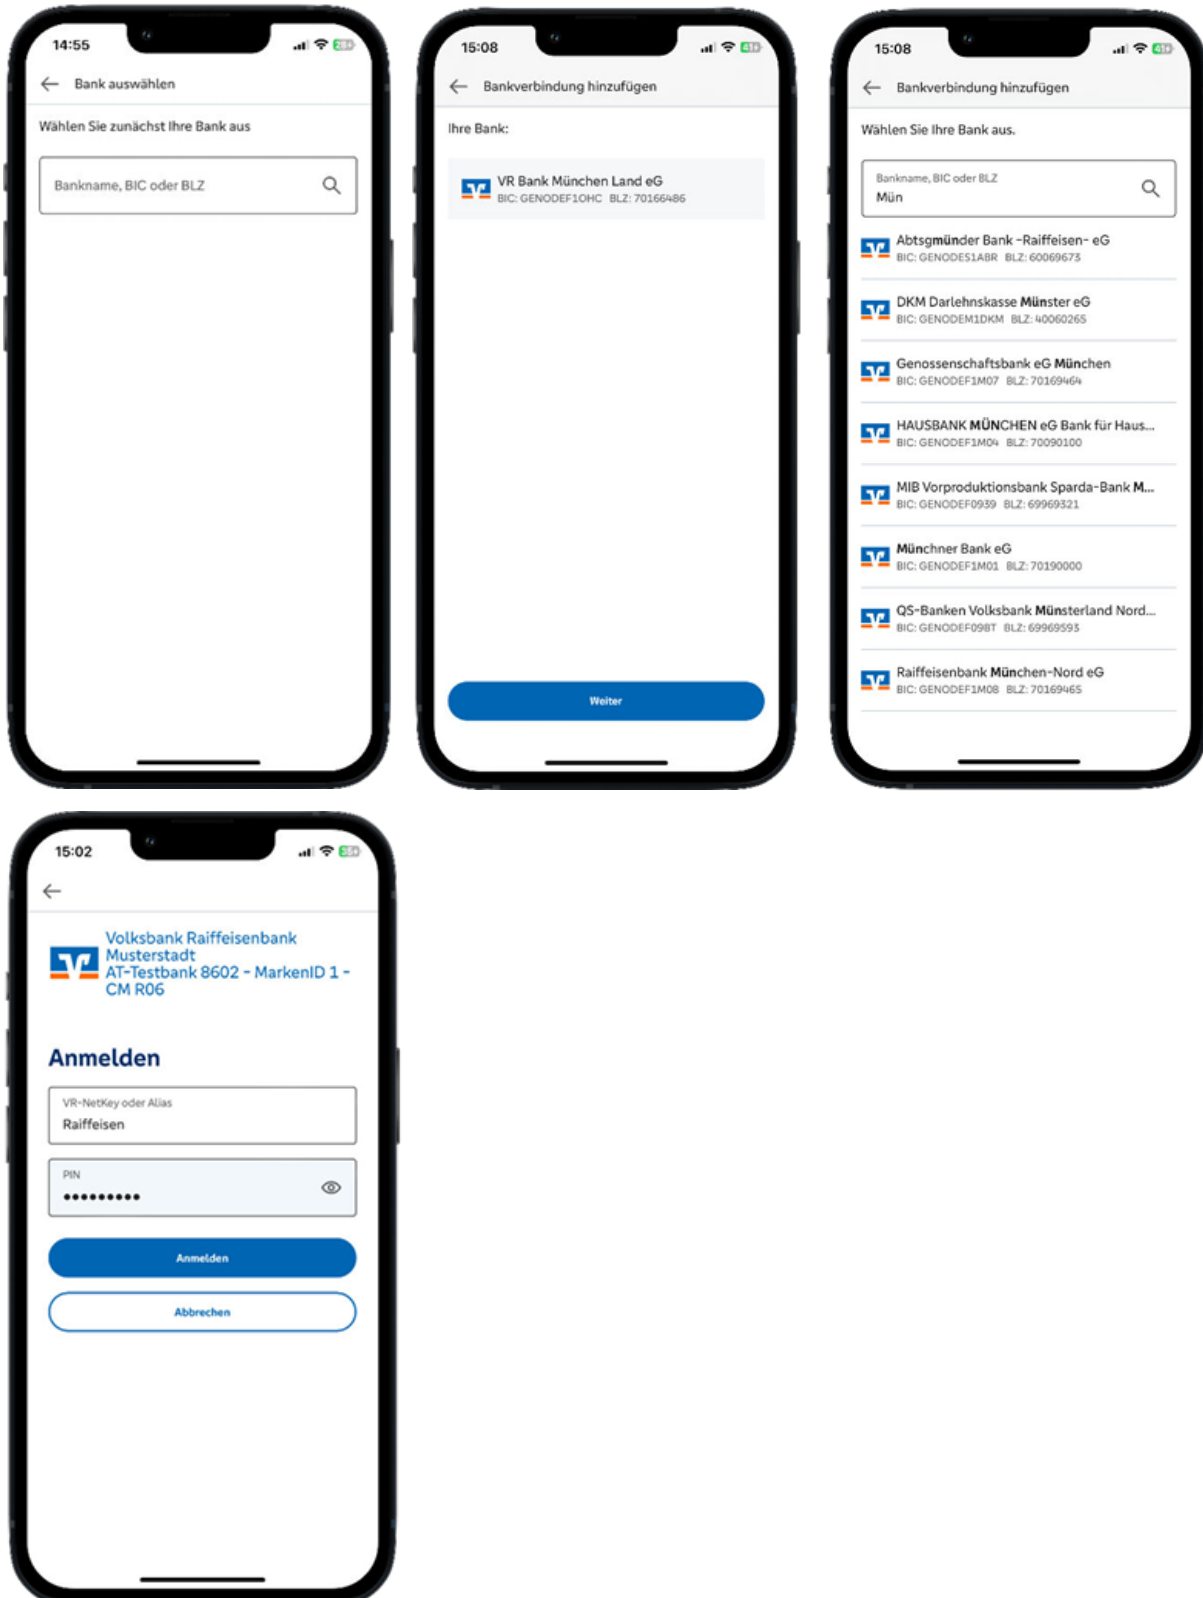 14:55
Bank auswählen
Wählen Sie zunächst Ihre Bank aus
Bankname, BIC oder BLZ
15:08
Bankverbindung hinzufügen
Ihre Bank:
VR Bank München Land eG
BIC: GENODEF1OHC BLZ: 70166486
Weiter
15:08
Bankverbindung hinzufügen
Wählen Sie Ihre Bank aus.
Bankname, BIC oder BLZ
Mün
Abtsgmünder Bank -Raiffeisen- eG
BIC: GENODES1ABR BLZ: 60069673
DKM Darlehnskasse Münster eG
BIC: GENODEM1DKM BLZ: 40060265
Genossenschaftsbank eG München
BIC: GENODEF1M07 BLZ: 70169464
HAUSBANK MÜNCHEN eG Bank für Haus...
BIC: GENODEF1M04 BLZ: 70090100
MIB Vorproduktionsbank Sparda-Bank M...
BIC: GENODEF0939 BLZ: 69969321
Münchner Bank eG
BIC: GENODEF1M01 BLZ: 70190000
QS-Banken Volksbank Münsterland Nord...
BIC: GENODEF09BT BLZ: 69969593
Raiffeisenbank München-Nord eG
BIC: GENODEF1M08 BLZ: 70169465
15:02
Volksbank Raiffeisenbank
Musterstadt
AT-Testbank 8602 - MarkenID 1 -
CM R06
Anmelden
VR-NetKey oder Alias
Raiffeisen
PIN
Anmelden
Abbrechen